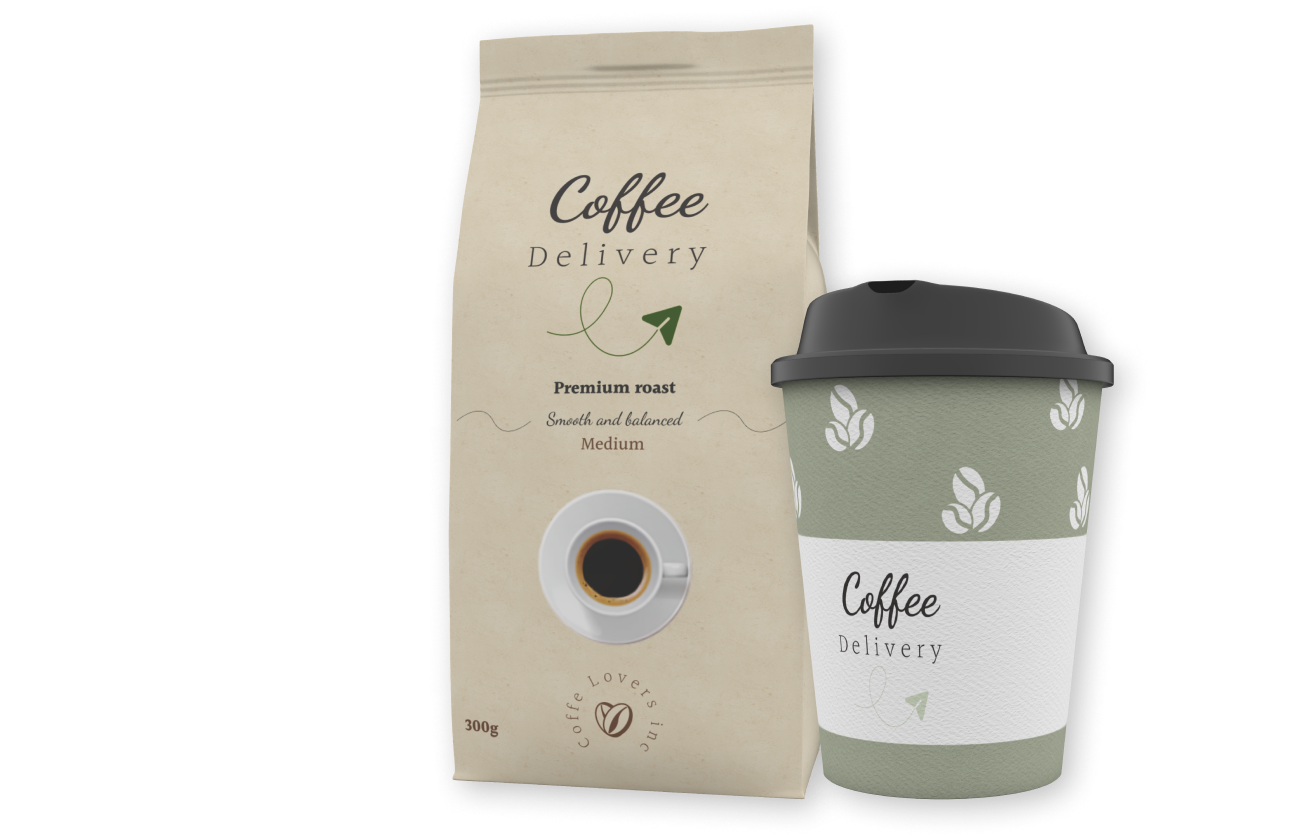 Coffee
Delivery
Premium roast
Smooth and balanced
Medium
Coffe Lovers inc
300g
Coffee
Delivery